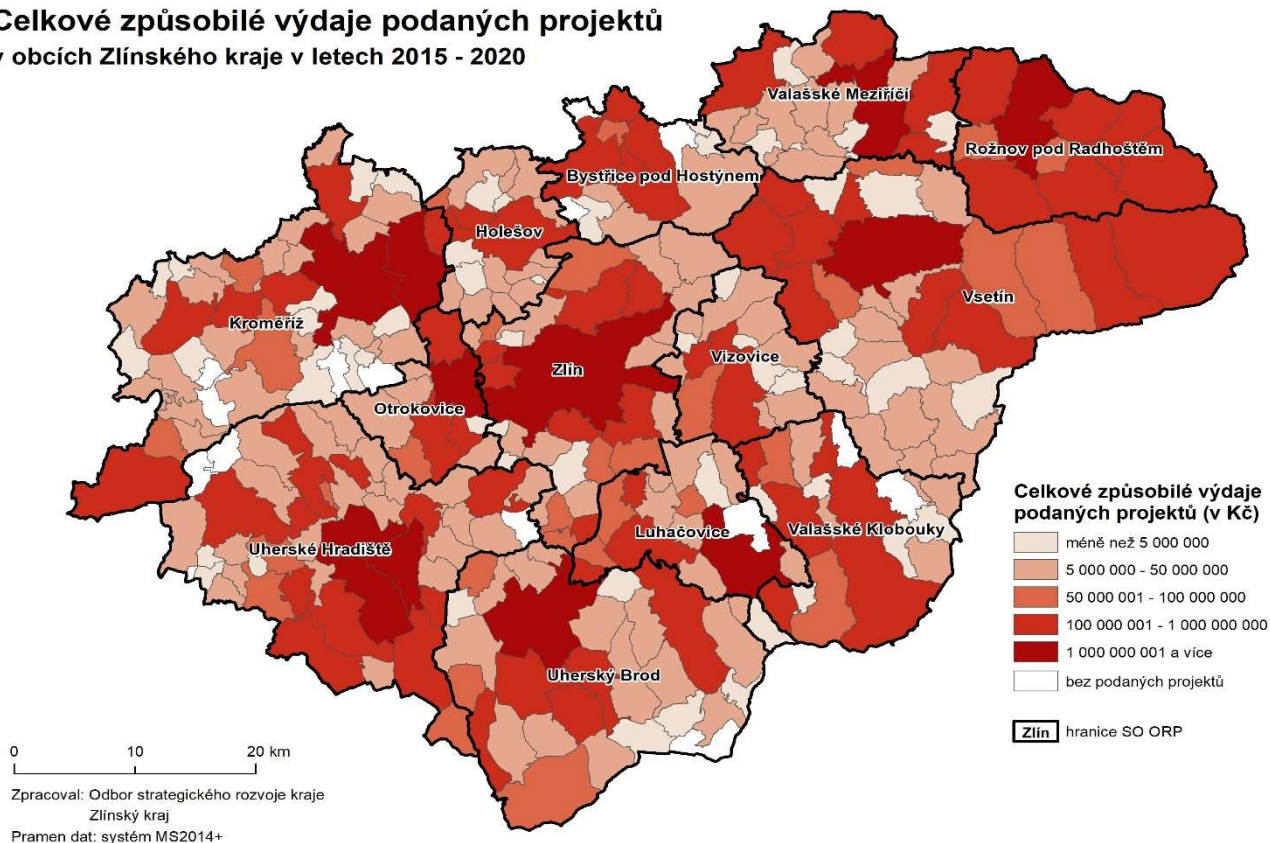 Celkové způsobilé výdaje podaných projektů
v obcích Zlínského kraje v letech 2015 - 2020
Valašské Meziříčí
Rožnov pod Radhoštěm
Bystřice pod Hostýnem
Holešov
Vsetín
Kroměříž
Vizovice
Zlín
Otrokovice
Luhačovice
Valašské Klobouky
Uherské Hradiště
Uherský Brod
Celkové způsobilé výdaje
podaných projektů (v Kč)
méně než 5 000 000
5 000 000 - 50 000 000
50 000 001 - 100 000 000
100 000 001 - 1 000 000 000
1 000 000 001 a více
bez podaných projektů
Zlín hranice SO ORP
0 10 20 km
Zpracoval: Odbor strategického rozvoje kraje
Zlínský kraj
Pramen dat: systém MS2014+